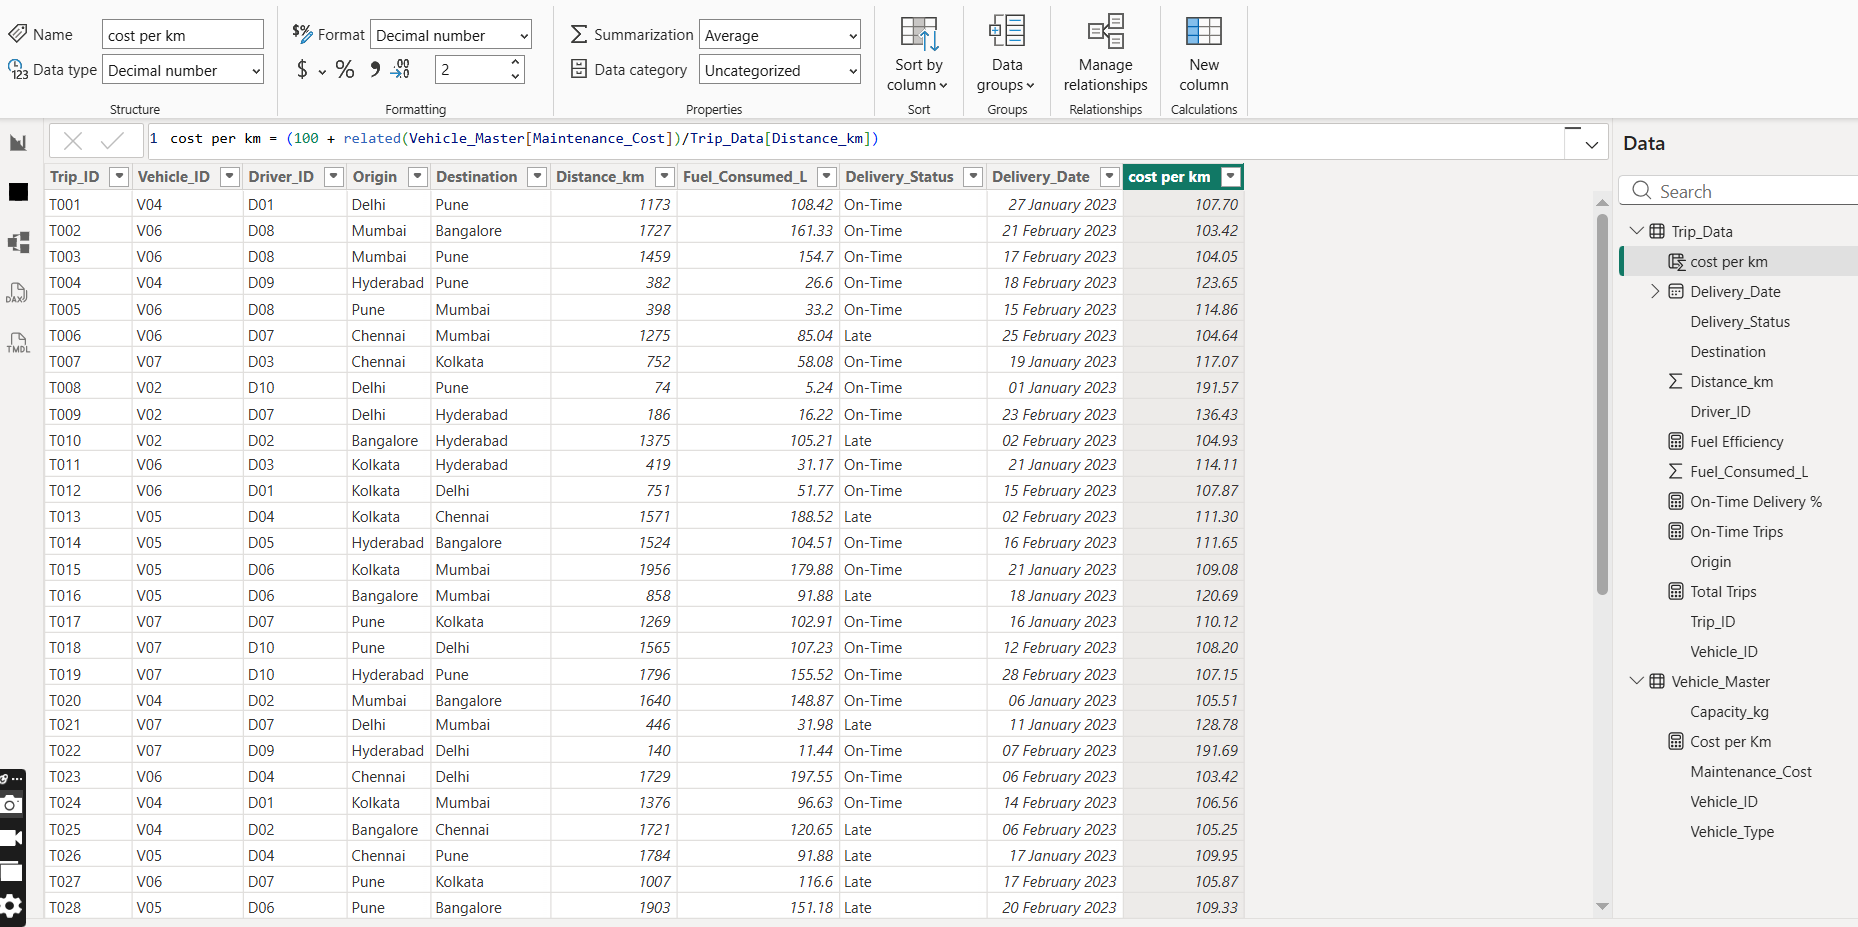 Name cost per km
Data type Decimal number
Structure
Format Decimal number
$ % , .00 →.0 2
Formatting
Summarization Average
Data category Uncategorized
Properties
Sort by
column
Sort
Data
groups
Groups
Manage
relationships
Relationships
New
column
Calculations
1 cost per km = (100 + related(Vehicle_Master[Maintenance_Cost])/Trip_Data[Distance_km])
Trip_ID Vehicle_ID Driver_ID Origin Destination Distance_km Fuel_Consumed_L Delivery_Status Delivery_Date cost per km
T001 V04 D01 Delhi Pune 1173 108.42 On-Time 27 January 2023 107.70
T002 V06 D08 Mumbai Bangalore 1727 161.33 On-Time 21 February 2023 103.42
T003 V06 D08 Mumbai Pune 1459 154.7 On-Time 17 February 2023 104.05
T004 V04 D09 Hyderabad Pune 382 26.6 On-Time 18 February 2023 123.65
T005 V06 D08 Pune Mumbai 398 33.2 On-Time 15 February 2023 114.86
T006 V06 D07 Chennai Mumbai 1275 85.04 Late 25 February 2023 104.64
T007 V07 D03 Chennai Kolkata 752 58.08 On-Time 19 January 2023 117.07
T008 V02 D10 Delhi Pune 74 5.24 On-Time 01 January 2023 191.57
T009 V02 D07 Delhi Hyderabad 186 16.22 On-Time 23 February 2023 136.43
T010 V02 D02 Bangalore Hyderabad 1375 105.21 Late 02 February 2023 104.93
T011 V06 D03 Kolkata Hyderabad 419 31.17 On-Time 21 January 2023 114.11
T012 V06 D01 Kolkata Delhi 751 51.77 On-Time 15 February 2023 107.87
T013 V05 D04 Kolkata Chennai 1571 188.52 Late 02 February 2023 111.30
T014 V05 D05 Hyderabad Bangalore 1524 104.51 On-Time 16 February 2023 111.65
T015 V05 D06 Kolkata Mumbai 1956 179.88 On-Time 21 January 2023 109.08
T016 V05 D06 Bangalore Mumbai 858 91.88 Late 18 January 2023 120.69
T017 V07 D07 Pune Kolkata 1269 102.91 On-Time 16 January 2023 110.12
T018 V07 D10 Pune Delhi 1565 107.23 On-Time 12 February 2023 108.20
T019 V07 D10 Hyderabad Pune 1796 155.52 On-Time 28 February 2023 107.15
T020 V04 D02 Mumbai Bangalore 1640 148.87 On-Time 06 January 2023 105.51
T021 V07 D07 Delhi Mumbai 446 31.98 Late 11 January 2023 128.78
T022 V07 D09 Hyderabad Delhi 140 11.44 On-Time 07 February 2023 191.69
T023 V06 D04 Chennai Delhi 1729 197.55 On-Time 06 February 2023 103.42
T024 V04 D01 Kolkata Mumbai 1376 96.63 On-Time 14 February 2023 106.56
T025 V04 D02 Bangalore Chennai 1721 120.65 Late 06 February 2023 105.25
T026 V05 D04 Chennai Pune 1784 91.88 Late 17 January 2023 109.95
T027 V06 D07 Pune Kolkata 1007 116.6 Late 17 February 2023 105.87
T028 V05 D06 Pune Bangalore 1903 151.18 Late 20 February 2023 109.33
DAX
TMDL
Data
Search
Trip_Data
cost per km
Delivery_Date
Delivery_Status
Destination
Distance_km
Driver_ID
Fuel Efficiency
Fuel_Consumed_L
On-Time Delivery %
On-Time Trips
Origin
Total Trips
Trip_ID
Vehicle_ID
Vehicle_Master
Capacity_kg
Cost per Km
Maintenance_Cost
Vehicle_ID
Vehicle_Type